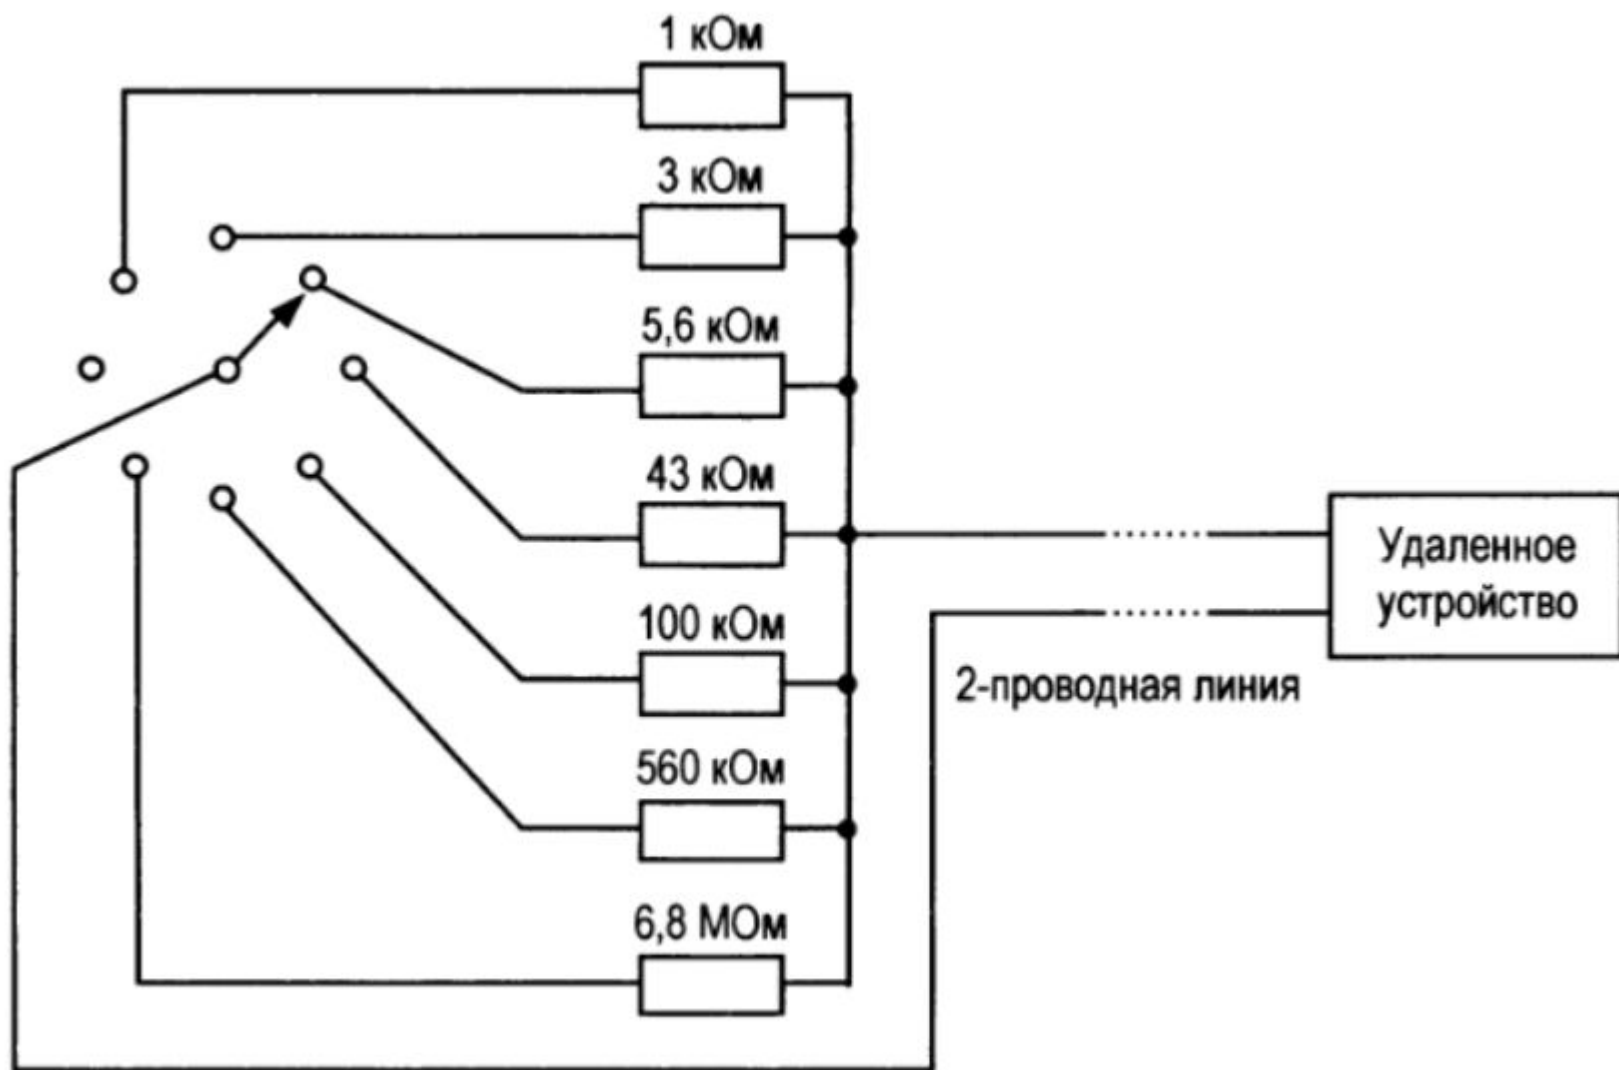 1 кОм
3 кОм
5,6 кОм
43 кОм
100 кОм
560 кОм
6,8 МОм
Удаленное
устройство
2-проводная линия